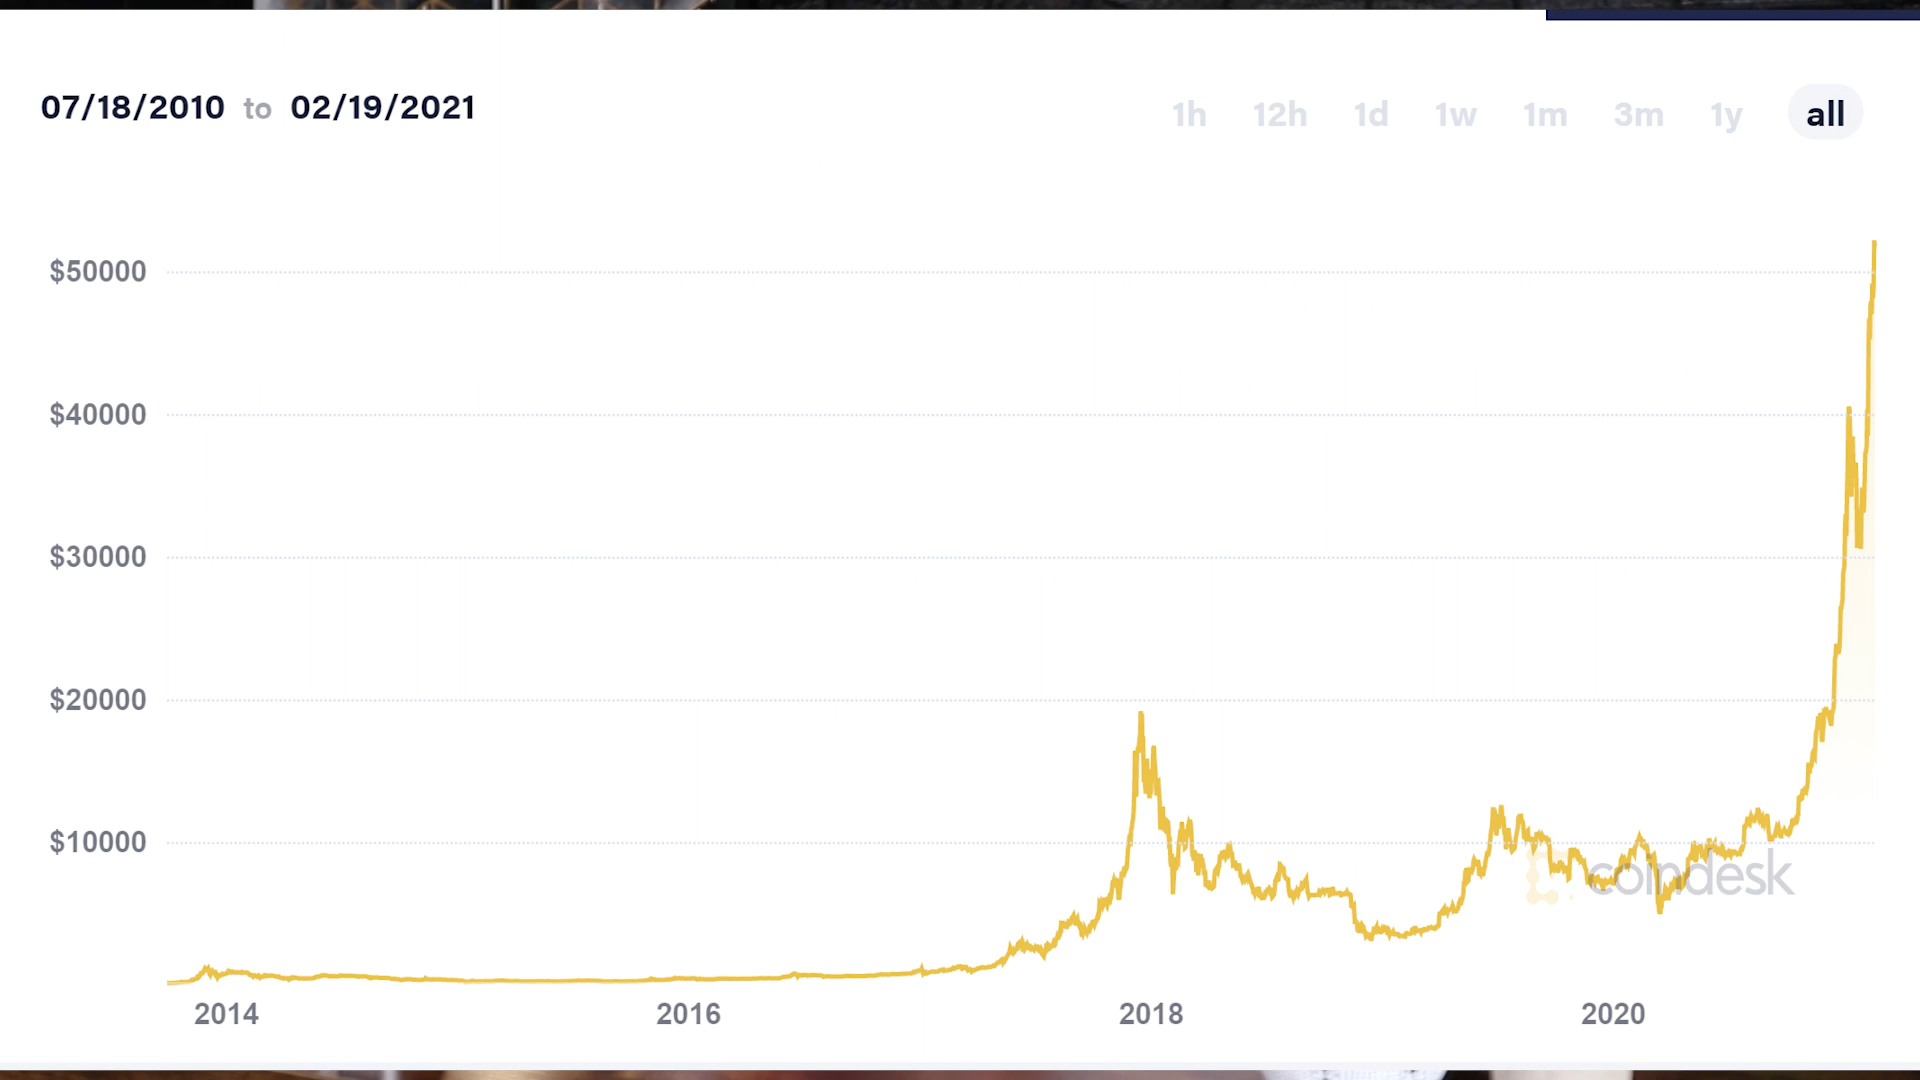 07/18/2010 to 02/19/2021
1h 12h 1d 1w 1m 3m 1y all
$50000
$40000
$30000
$20000
$10000
coindesk
2014 2016 2018 2020